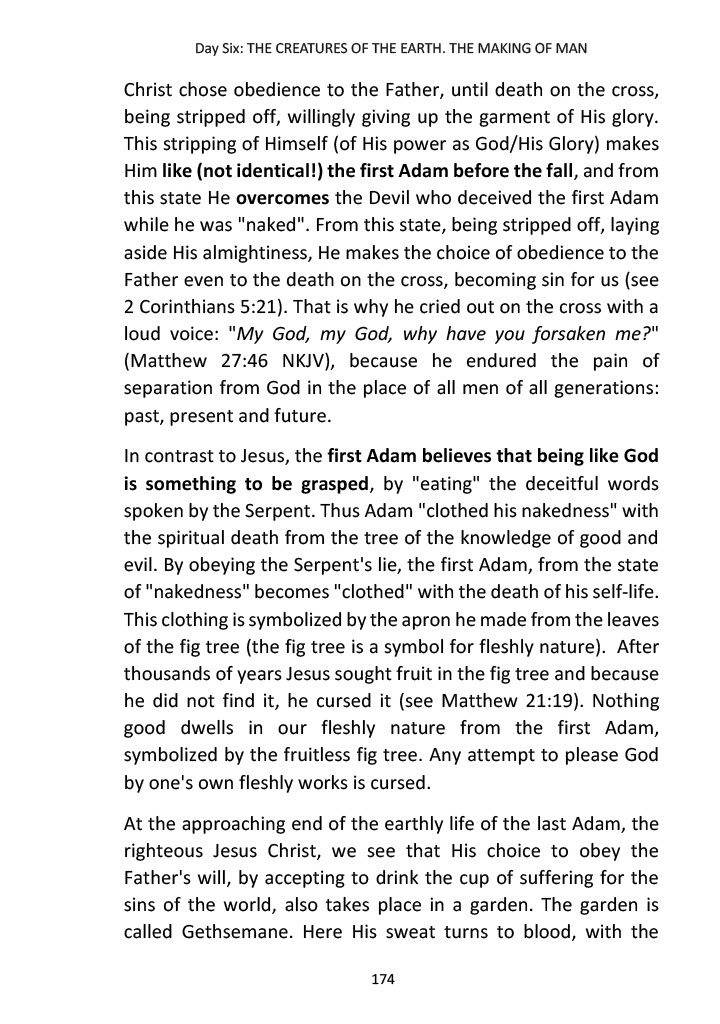 Day Six: THE CREATURES OF THE EARTH. THE MAKING OF MAN
Christ chose obedience to the Father, until death on the cross,
being stripped off, willingly giving up the garment of His glory.
This stripping of Himself (of His power as God/His Glory) makes
Him like (not identical!) the first Adam before the fall, and from
this state He overcomes the Devil who deceived the first Adam
while he was "naked". From this state, being stripped off, laying
aside His almightiness, He makes the choice of obedience to the
Father even to the death on the cross, becoming sin for us (see
2 Corinthians 5:21). That is why he cried out on the cross with a
loud voice: "My God, my God, why have you forsaken me?"
(Matthew 27:46 NKJV), because he endured the pain of
separation from God in the place of all men of all generations:
past, present and future.
In contrast to Jesus, the first Adam believes that being like God
is something to be grasped, by "eating" the deceitful words
spoken by the Serpent. Thus Adam "clothed his nakedness" with
the spiritual death from the tree of the knowledge of good and
evil. By obeying the Serpent's lie, the first Adam, from the state
of "nakedness" becomes "clothed" with the death of his self-life.
This clothing is symbolized by the apron he made from the leaves
of the fig tree (the fig tree is a symbol for fleshly nature). After
thousands of years Jesus sought fruit in the fig tree and because
he did not find it, he cursed it (see Matthew 21:19). Nothing
good dwells in our fleshly nature from the first Adam,
symbolized by the fruitless fig tree. Any attempt to please God
by one's own fleshly works is cursed.
At the approaching end of the earthly life of the last Adam, the
righteous Jesus Christ, we see that His choice to obey the
Father's will, by accepting to drink the cup of suffering for the
sins of the world, also takes place in a garden. The garden is
called Gethsemane. Here His sweat turns to blood, with the
174